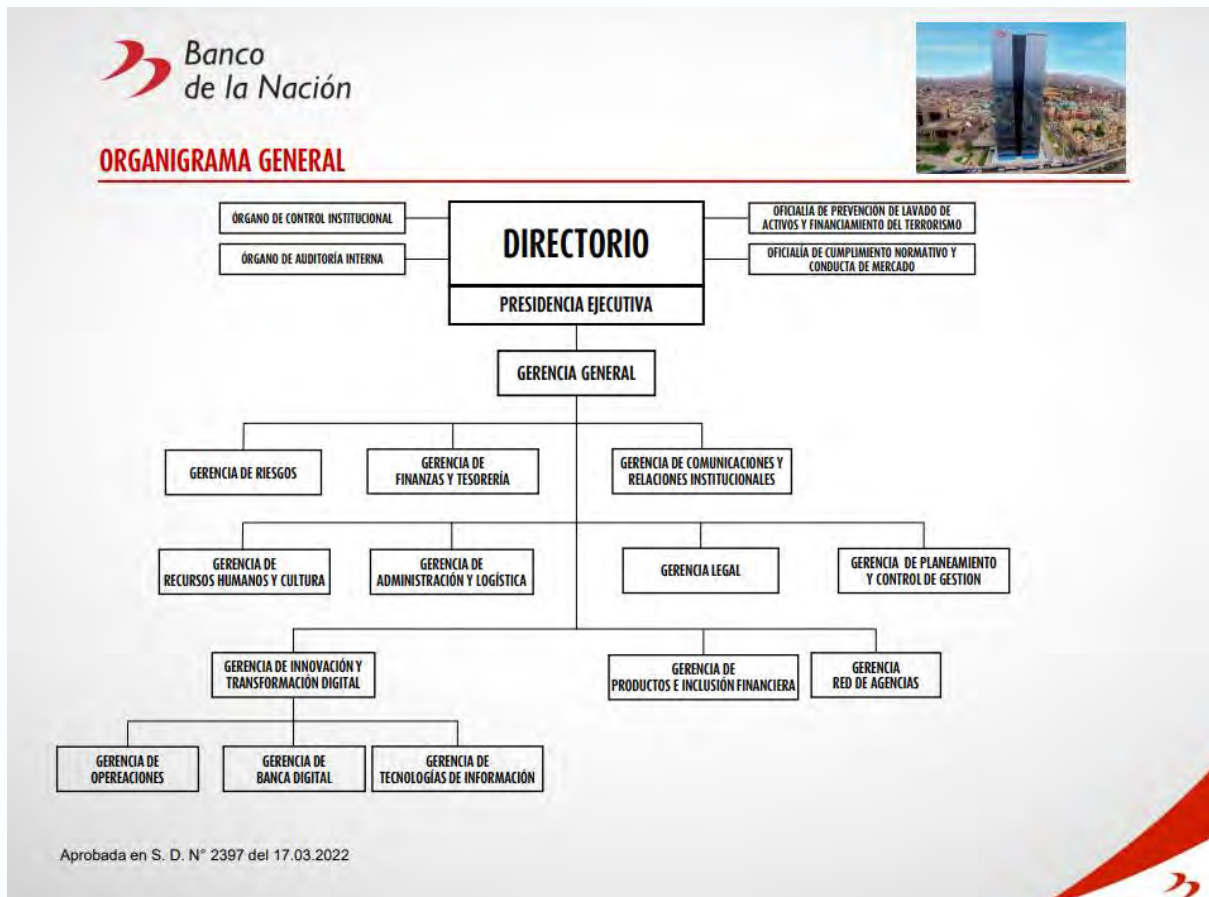 Banco
de la Nación
ORGANIGRAMA GENERAL
ÓRGANO DE CONTROL INSTITUCIONAL
ÓRGANO DE AUDITORÍA INTERNA
DIRECTORIO
PRESIDENCIA EJECUTIVA
OFICIALÍA DE PREVENCIÓN DE LAVADO DE
ACTIVOS Y FINANCIAMIENTO DEL TERRORISMO
OFICIALÍA DE CUMPLIMIENTO NORMATIVO Y
CONDUCTA DE MERCADO
GERENCIA GENERAL
GERENCIA DE RIESGOS
GERENCIA DE
FINANZAS Y TESORERÍA
GERENCIA DE COMUNICACIONES Y
RELACIONES INSTITUCIONALES
GERENCIA DE
RECURSOS HUMANOS Y CULTURA
GERENCIA DE
ADMINISTRACIÓN Y LOGÍSTICA
GERENCIA LEGAL
GERENCIA DE PLANEAMIENTO
Y CONTROL DE GESTION
GERENCIA DE INNOVACIÓN Y
TRANSFORMACIÓN DIGITAL
GERENCIA DE
PRODUCTOS E INCLUSIÓN FINANCIERA
GERENCIA
RED DE AGENCIAS
GERENCIA DE
OPEREACIONES
GERENCIA DE
BANCA DIGITAL
GERENCIA DE
TECNOLOGÍAS DE INFORMACIÓN
Aprobada en S. D. N° 2397 del 17.03.2022